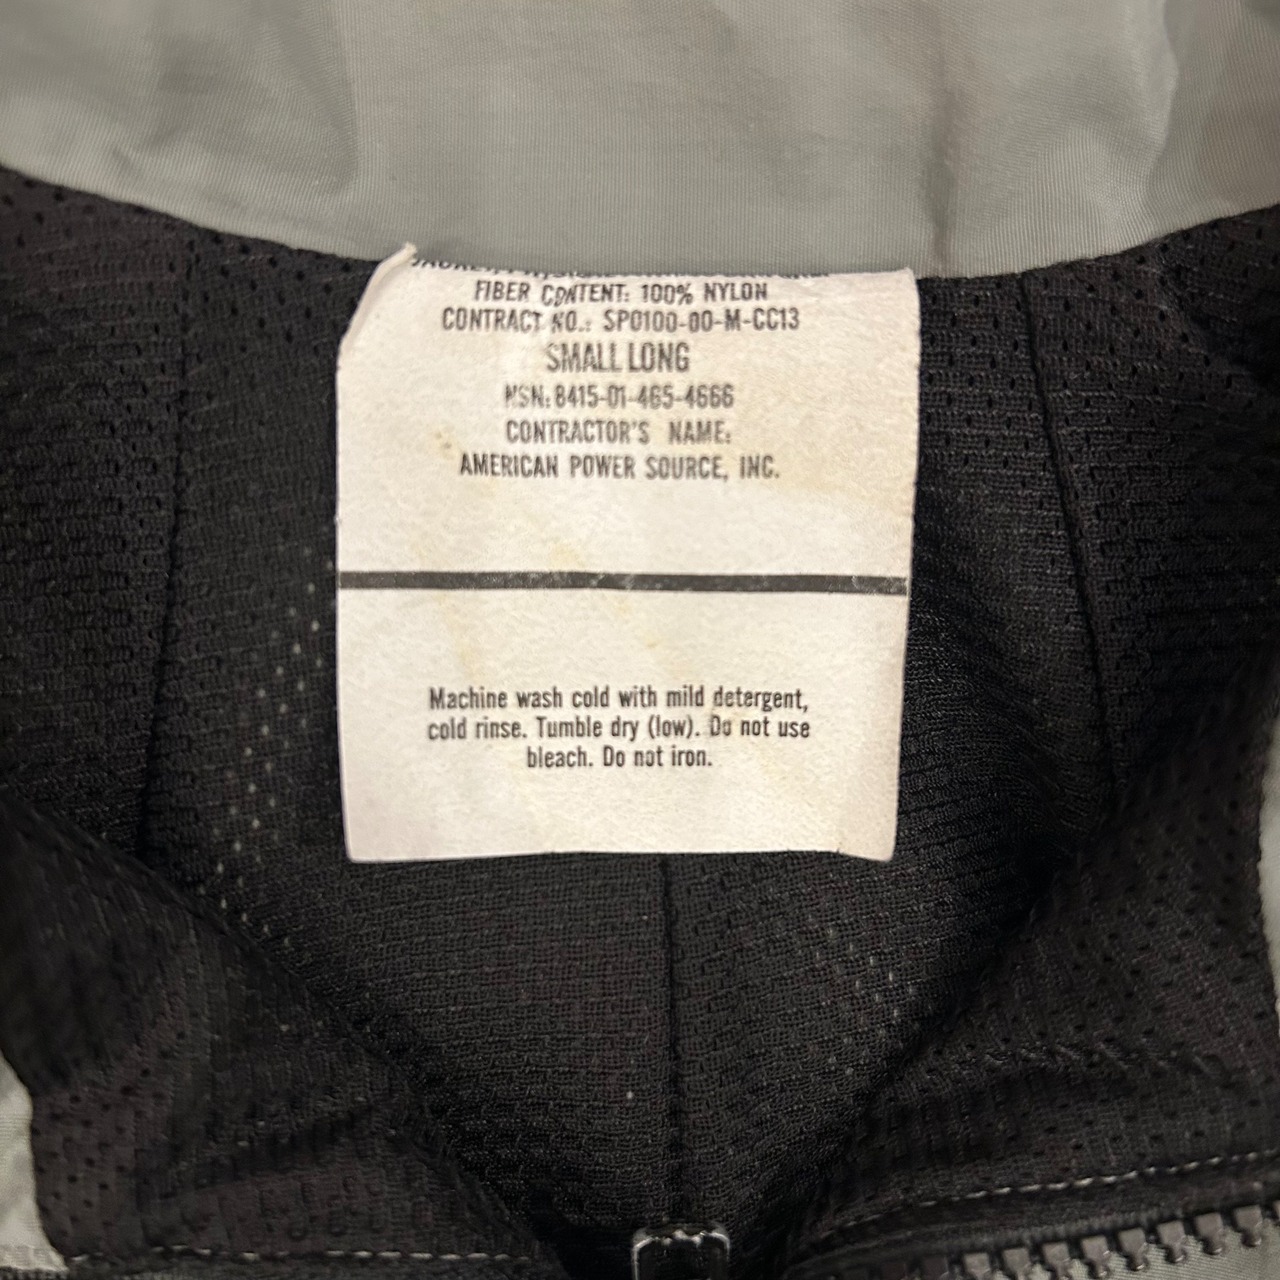 FIBER CONTENT: 100% NYLON
CONTRACT NO.: SP0100-00-M-CC13
SMALL LONG
NSN: 8415-01-465-4666
CONTRACTOR'S NAME:
AMERICAN POWER SOURCE, INC.
Machine wash cold with mild detergent,
cold rinse. Tumble dry (low). Do not use
bleach. Do not iron.